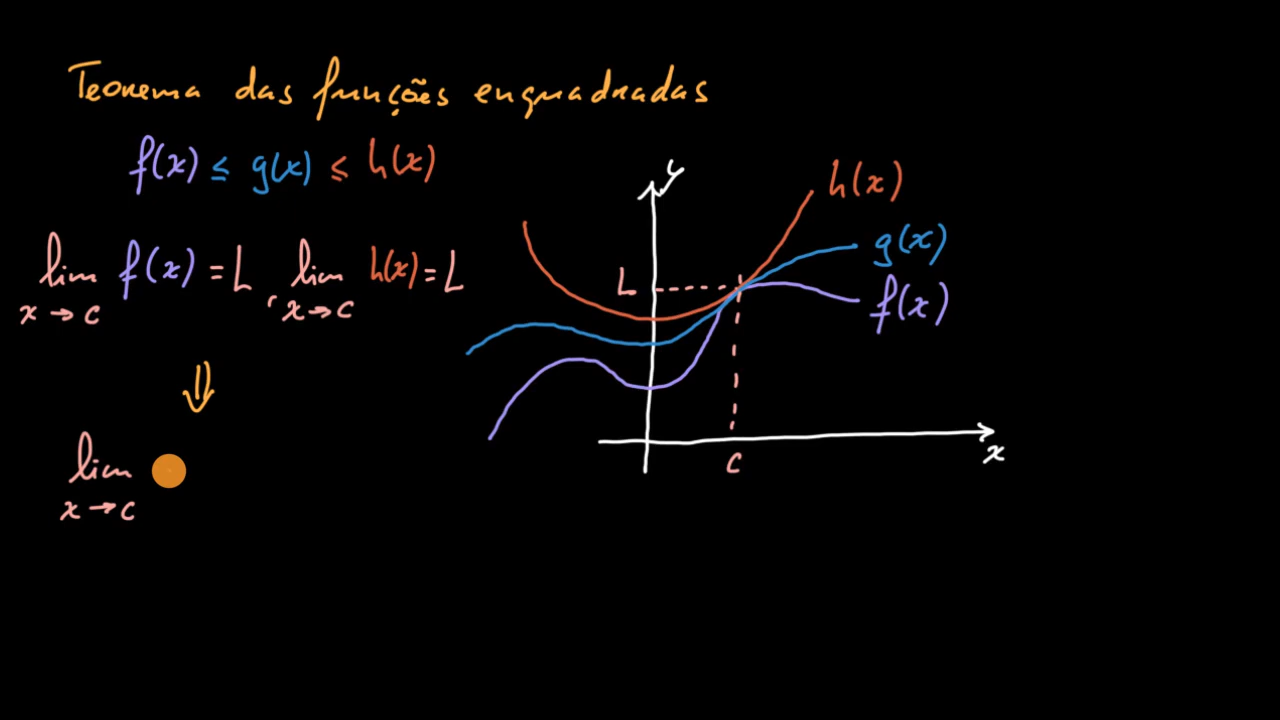 Teorema das funções enquadradas
f(x) ≤ g(x) ≤ h(x)
lim f(x) = L, lim h(x) = L
x → c x → c
⇓
lim
x → c
y
h(x)
g(x)
L
f(x)
c
x